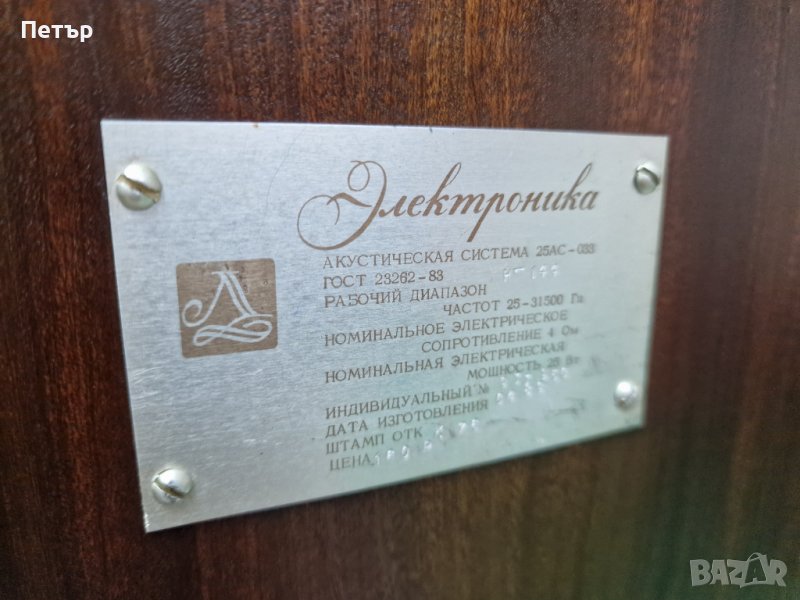 Петър
Электроника
АКУСТИЧЕСКАЯ СИСТЕМА 25АС-033
ГОСТ 23262-83
РАБОЧИЙ ДИАПАЗОН
ЧАСТОТ 25-31500 Гц
НОМИНАЛЬНОЕ ЭЛЕКТРИЧЕСКОЕ
СОПРОТИВЛЕНИЕ 4 Ом
НОМИНАЛЬНАЯ ЭЛЕКТРИЧЕСКАЯ
МОЩНОСТЬ 25 Вт
ИНДИВИДУАЛЬНЫЙ №
ДАТА ИЗГОТОВЛЕНИЯ
ШТАМП ОТК
ЦЕНА
BAZAR